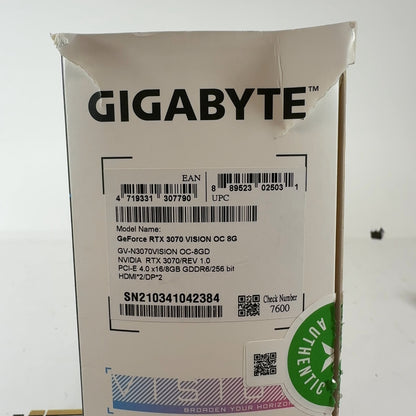 GIGABYTE™
EAN
4 719331 307790
8 89523 02503 1
UPC
Model Name:
GeForce RTX 3070 VISION OC 8G
GV-N3070VISION OC-8GD
NVIDIA RTX 3070/REV 1.0
PCI-E 4.0 x16/8GB GDDR6/256 bit
HDMI*2/DP*2
SN210341042384
Check Number
7600
AUTHENTIC
VISIO
BROADEN YOUR HORIZON